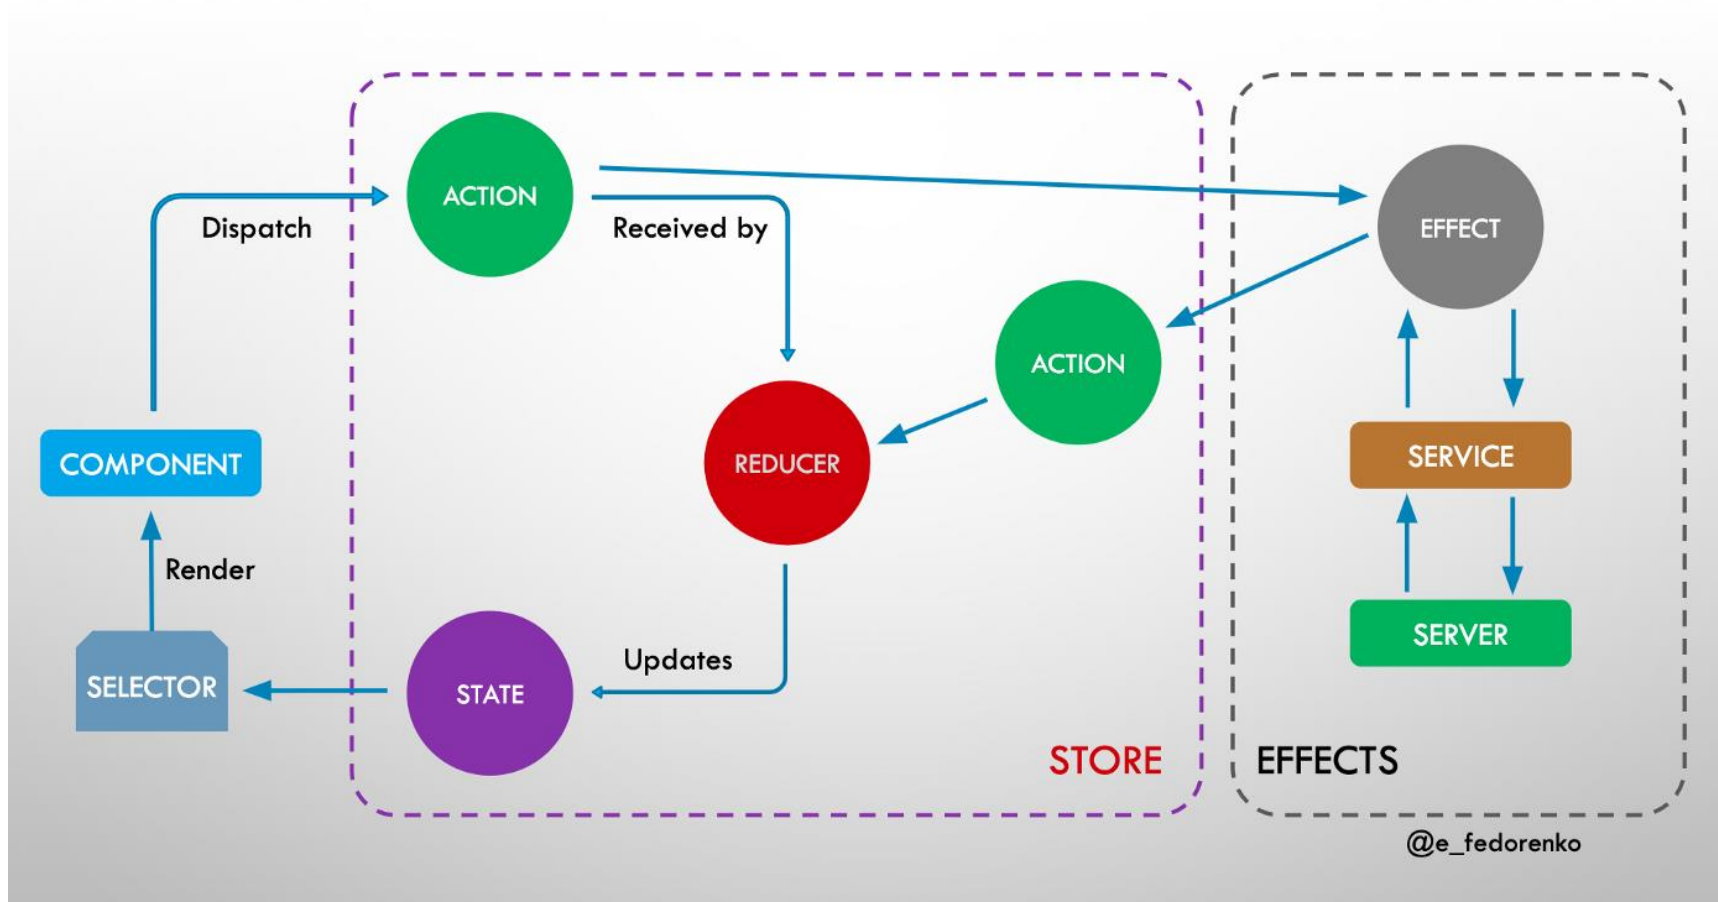 ACTION
Dispatch
Received by
EFFECT
ACTION
COMPONENT
REDUCER
SERVICE
Render
SERVER
Updates
SELECTOR
STATE
STORE
EFFECTS
@e_fedorenko